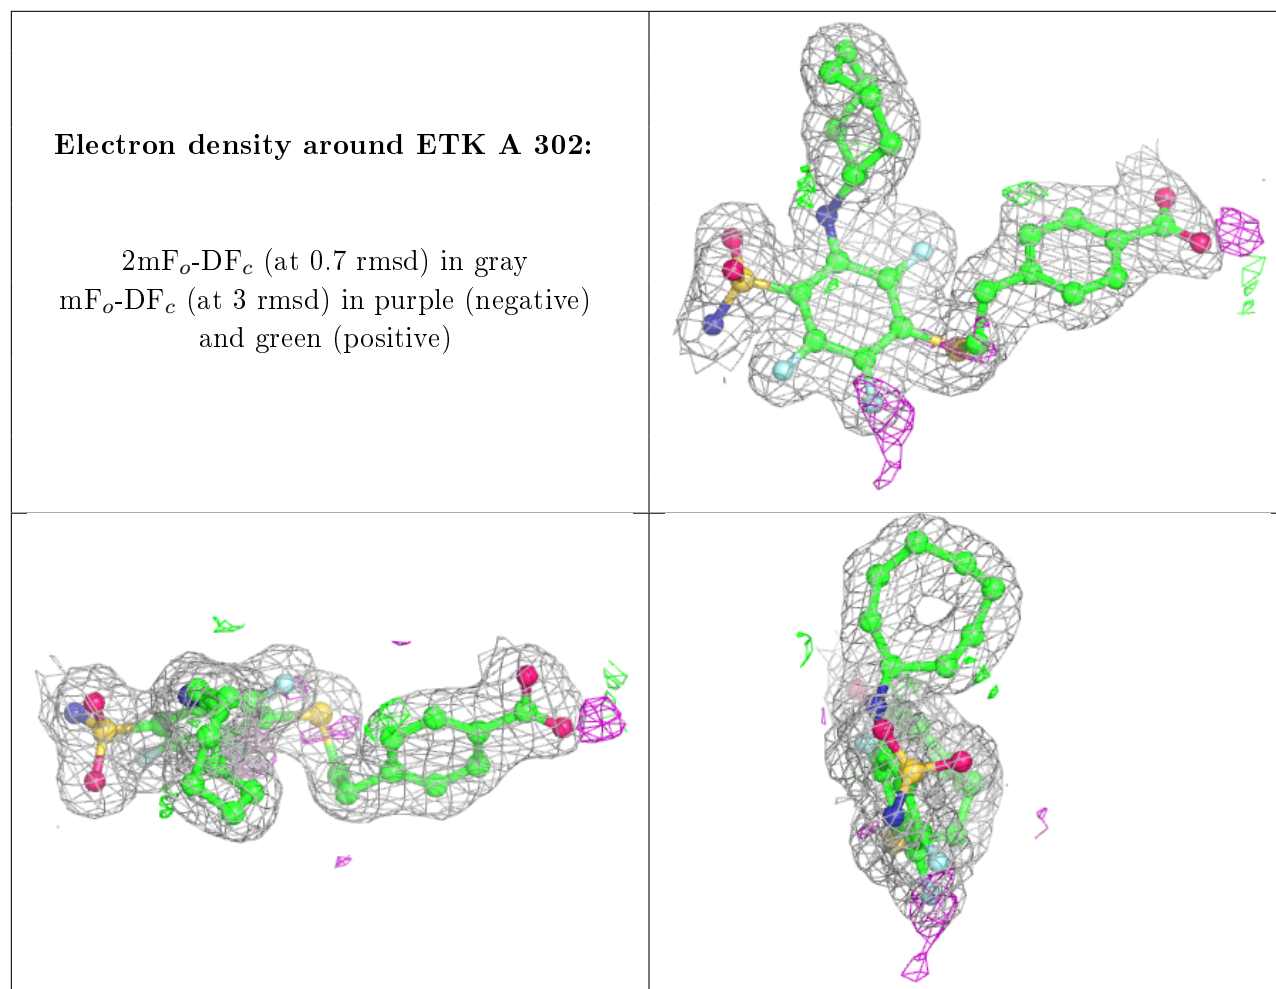 Electron density around ETK A 302:
2mFo-DFc (at 0.7 rmsd) in gray
mFo-DFc (at 3 rmsd) in purple (negative)
and green (positive)